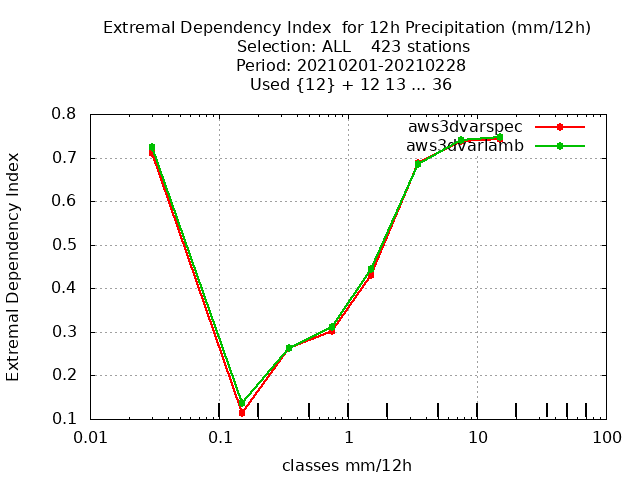 Extremal Dependency Index  for 12h Precipitation (mm/12h)
Selection: ALL    423 stations
Period: 20210201-20210228
Used {12} + 12 13 ... 36
aws3dvarspec
aws3dvarlamb
Extremal Dependency Index
0.8
0.7
0.6
0.5
0.4
0.3
0.2
0.1
0.01 0.1 1 10 100
classes mm/12h